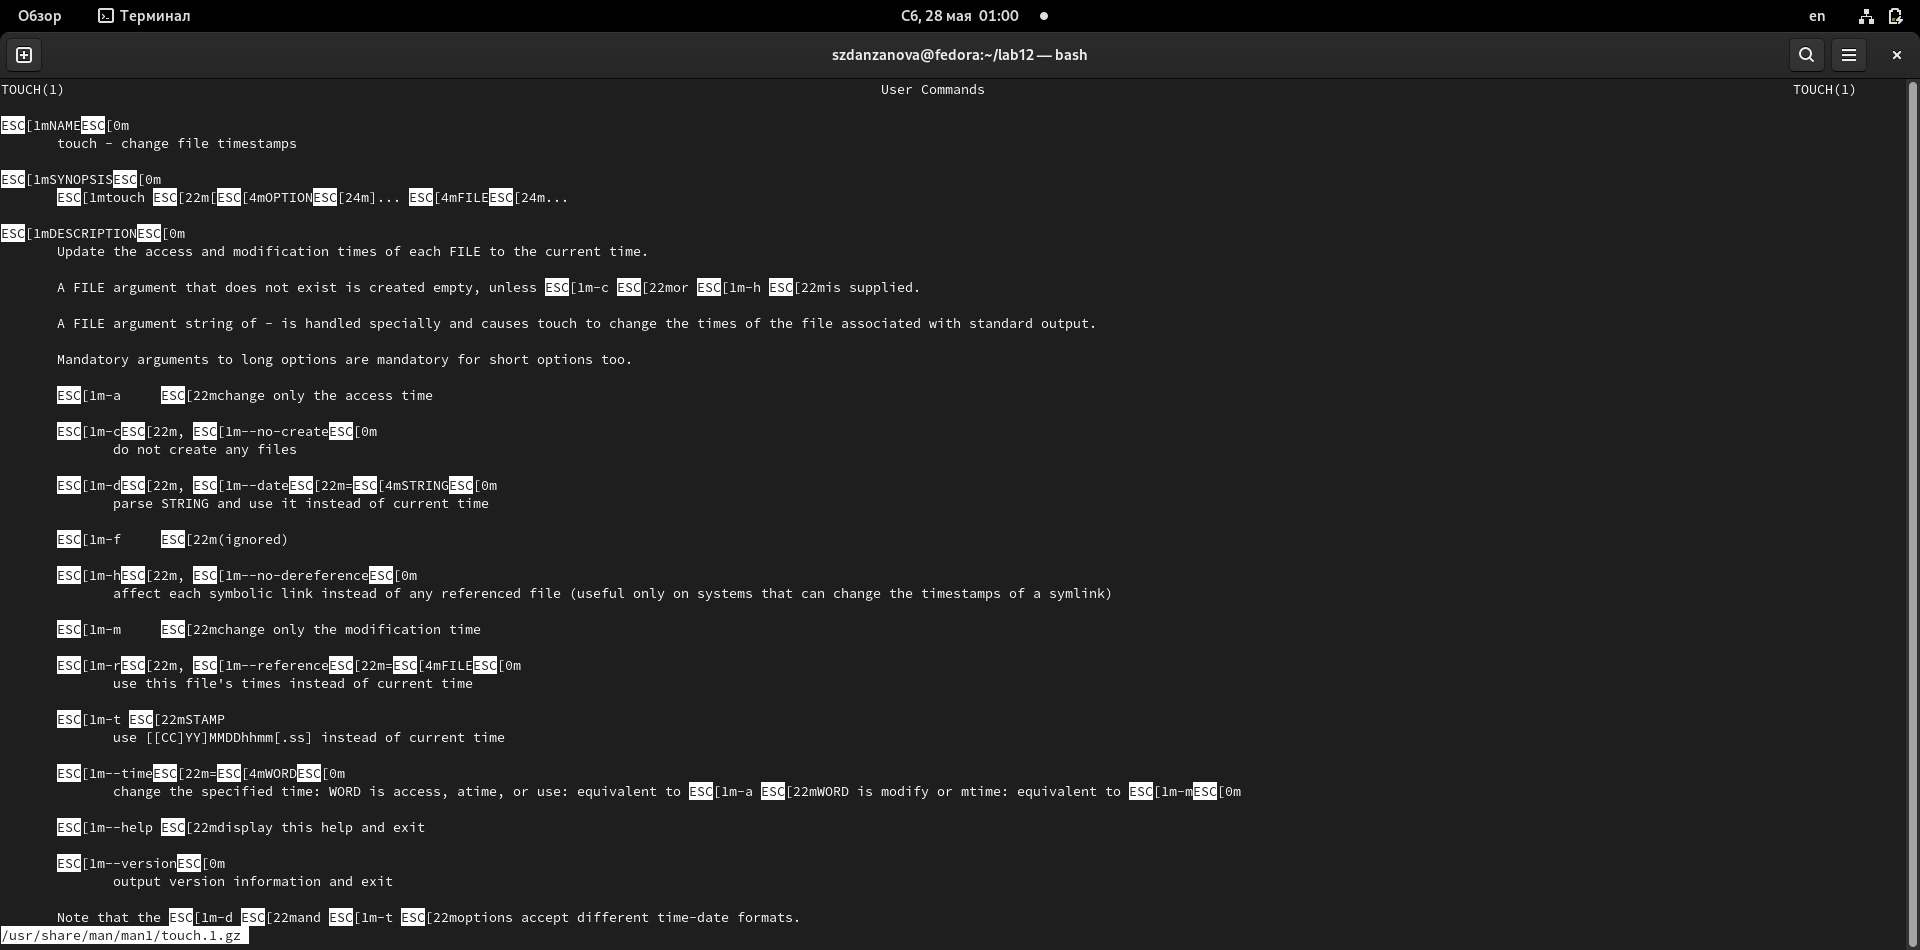 Обзор Терминал Сб, 28 мая 01:00 en
szdanzanova@fedora:~/lab12 — bash
TOUCH(1) User Commands TOUCH(1)
ESC[1mNAMEESC[0m
touch - change file timestamps
ESC[1mSYNOPSISESC[0m
ESC[1mtouch ESC[22m[ESC[4mOPTIONESC[24m]... ESC[4mFILEESC[24m...
ESC[1mDESCRIPTIONESC[0m
Update the access and modification times of each FILE to the current time.
A FILE argument that does not exist is created empty, unless ESC[1m-c ESC[22mor ESC[1m-h ESC[22mis supplied.
A FILE argument string of - is handled specially and causes touch to change the times of the file associated with standard output.
Mandatory arguments to long options are mandatory for short options too.
ESC[1m-a     ESC[22mchange only the access time
ESC[1m-cESC[22m, ESC[1m--no-createESC[0m
do not create any files
ESC[1m-dESC[22m, ESC[1m--dateESC[22m=ESC[4mSTRINGESC[0m
parse STRING and use it instead of current time
ESC[1m-f     ESC[22m(ignored)
ESC[1m-hESC[22m, ESC[1m--no-dereferenceESC[0m
affect each symbolic link instead of any referenced file (useful only on systems that can change the timestamps of a symlink)
ESC[1m-m     ESC[22mchange only the modification time
ESC[1m-rESC[22m, ESC[1m--referenceESC[22m=ESC[4mFILEESC[0m
use this file's times instead of current time
ESC[1m-t ESC[22mSTAMP
use [[CC]YY]MMDDhhmm[.ss] instead of current time
ESC[1m--timeESC[22m=ESC[4mWORDESC[0m
change the specified time: WORD is access, atime, or use: equivalent to ESC[1m-a ESC[22mWORD is modify or mtime: equivalent to ESC[1m-mESC[0m
ESC[1m--help ESC[22mdisplay this help and exit
ESC[1m--versionESC[0m
output version information and exit
Note that the ESC[1m-d ESC[22mand ESC[1m-t ESC[22moptions accept different time-date formats.
/usr/share/man/man1/touch.1.gz